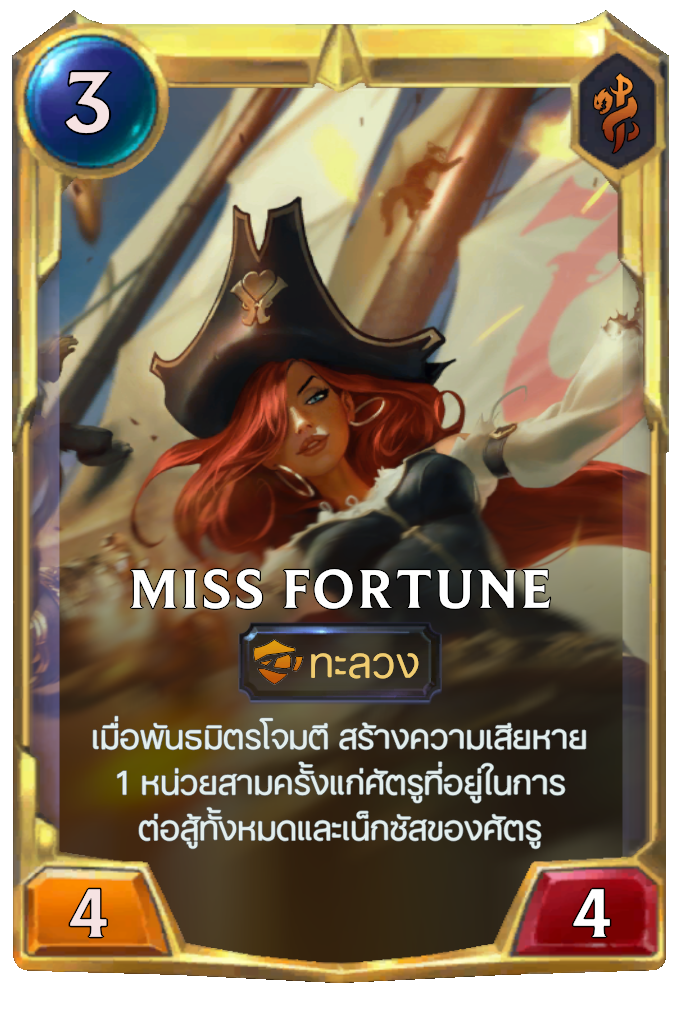 3
MISS FORTUNE
ทะลวง
เมื่อพันธมิตรโจมตี สร้างความเสียหาย
1 หน่วยสามครั้งแก่ศัตรูที่อยู่ในการ
ต่อสู้ทั้งหมดและเน็กซัสของศัตรู
4
4